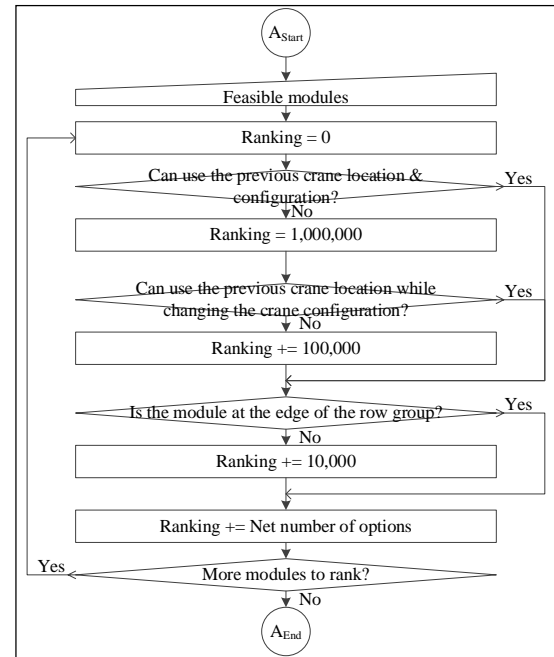 AStart
Feasible modules
Ranking = 0
Can use the previous crane location &
configuration?
Yes
No
Ranking = 1,000,000
Can use the previous crane location while
changing the crane configuration?
Yes
No
Ranking += 100,000
Is the module at the edge of the row group?
Yes
No
Ranking += 10,000
Ranking += Net number of options
Yes
More modules to rank?
No
AEnd